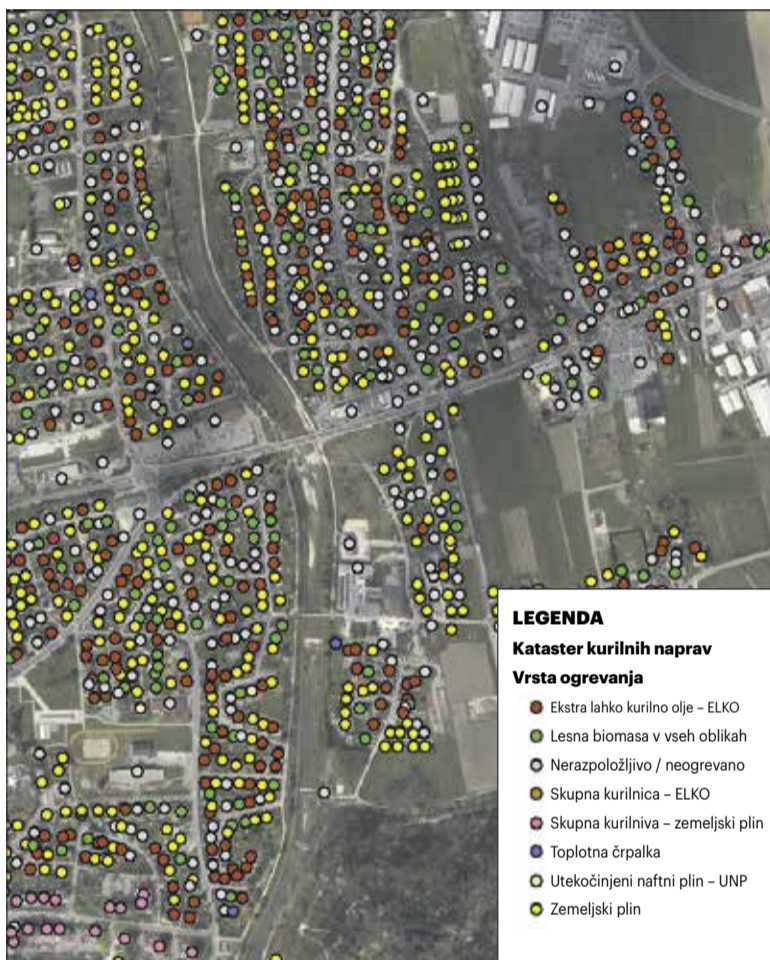 LEGENDA
Kataster kurilnih naprav
Vrsta ogrevanja
Ekstra lahko kurilno olje – ELKO
Lesna biomasa v vseh oblikah
Nerazpoložljivo / neogrevano
Skupna kurilnica – ELKO
Skupna kurilniva – zemeljski plin
Toplotna črpalka
Utekočinjeni naftni plin – UNP
Zemeljski plin